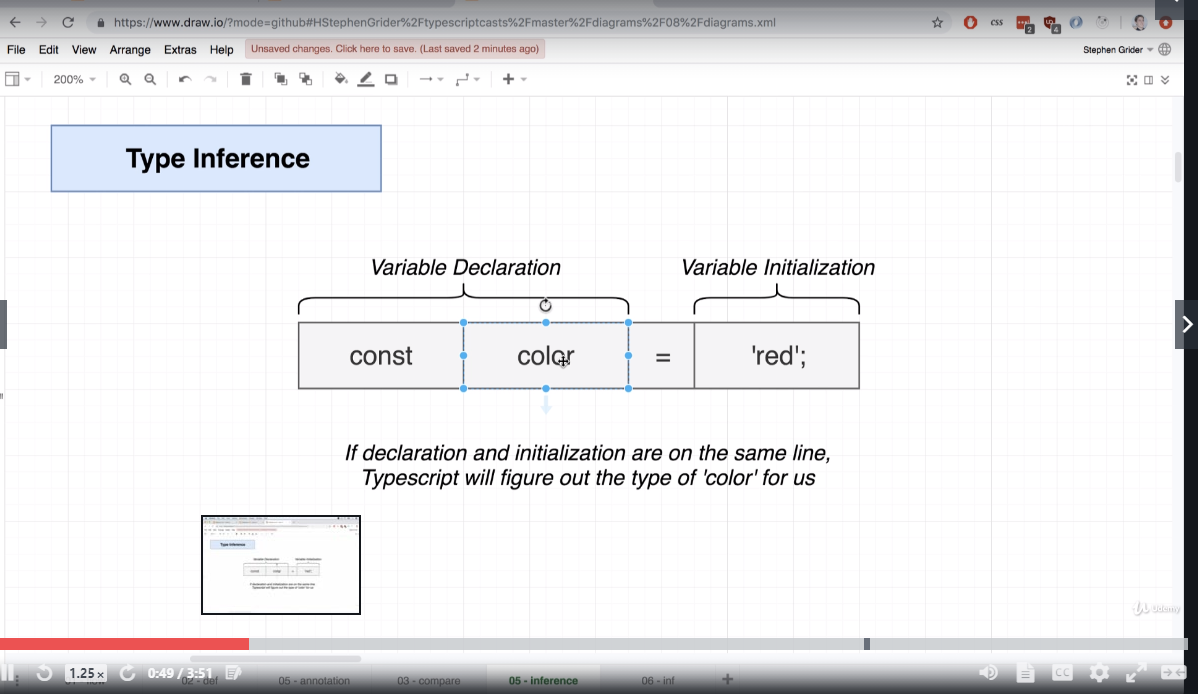 https://www.draw.io/?mode=github#HStephenGrider%2Ftypescriptcasts%2Fmaster%2Fdiagrams%2F08%2Fdiagrams.xml
css
2
4
File Edit View Arrange Extras Help Unsaved changes. Click here to save. (Last saved 2 minutes ago) Stephen Grider
200%
Type Inference
Variable Declaration Variable Initialization
const color = 'red';
If declaration and initialization are on the same line,
Typescript will figure out the type of 'color' for us
Udemy
1.25x 0:49 / 3:51 CC
02 - def 05 - annotation 03 - compare 05 - inference 06 - inf